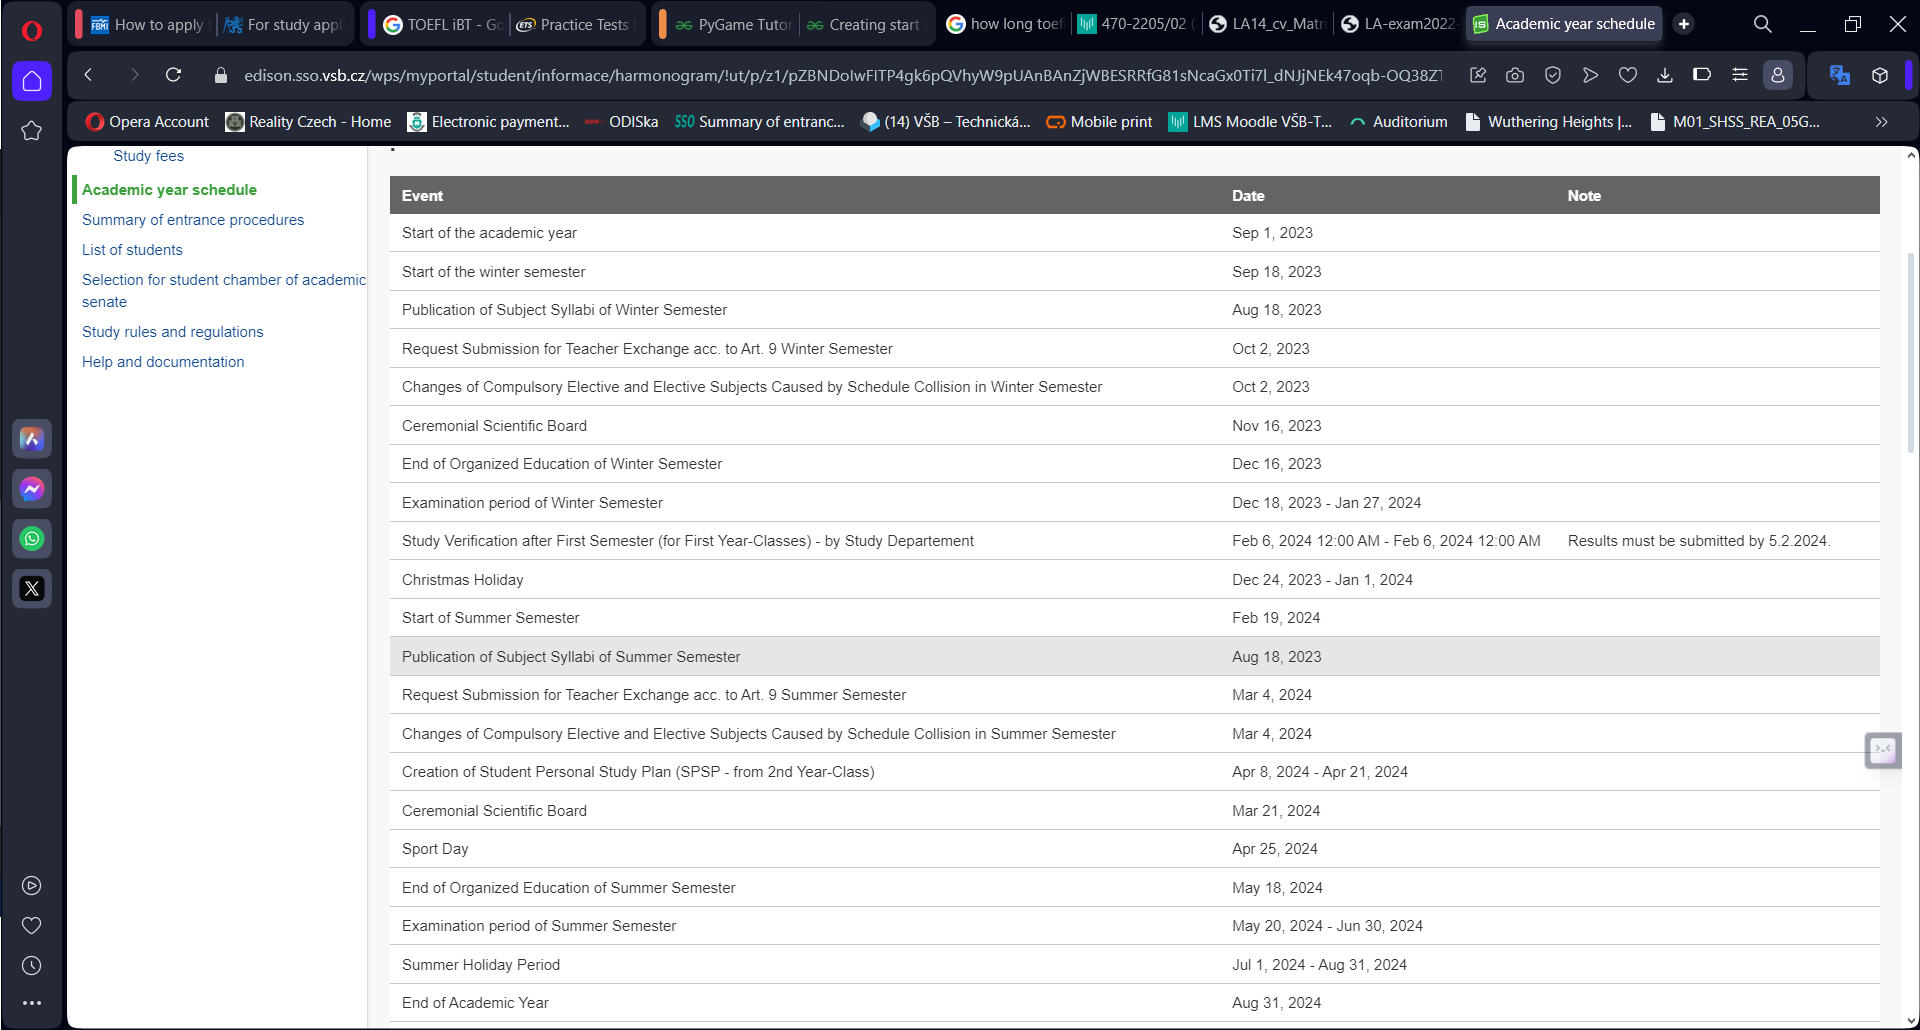 How to apply
For study appl
TOEFL iBT - Go
Practice Tests
PyGame Tutor
Creating start
how long toef
470-2205/02 (
LA14_cv_Matri
LA-exam2022-
Academic year schedule
Opera Account
Reality Czech - Home
Electronic payment...
ODISka
SSO Summary of entranc...
(14) VŠB – Technická...
Mobile print
LMS Moodle VŠB-T...
Auditorium
Wuthering Heights |...
M01_SHSS_REA_05G...
Study fees
Academic year schedule
Summary of entrance procedures
List of students
Selection for student chamber of academic
senate
Study rules and regulations
Help and documentation
Event Date Note
Start of the academic year Sep 1, 2023
Start of the winter semester Sep 18, 2023
Publication of Subject Syllabi of Winter Semester Aug 18, 2023
Request Submission for Teacher Exchange acc. to Art. 9 Winter Semester Oct 2, 2023
Changes of Compulsory Elective and Elective Subjects Caused by Schedule Collision in Winter Semester Oct 2, 2023
Ceremonial Scientific Board Nov 16, 2023
End of Organized Education of Winter Semester Dec 16, 2023
Examination period of Winter Semester Dec 18, 2023 - Jan 27, 2024
Study Verification after First Semester (for First Year-Classes) - by Study Departement Feb 6, 2024 12:00 AM - Feb 6, 2024 12:00 AM Results must be submitted by 5.2.2024.
Christmas Holiday Dec 24, 2023 - Jan 1, 2024
Start of Summer Semester Feb 19, 2024
Publication of Subject Syllabi of Summer Semester Aug 18, 2023
Request Submission for Teacher Exchange acc. to Art. 9 Summer Semester Mar 4, 2024
Changes of Compulsory Elective and Elective Subjects Caused by Schedule Collision in Summer Semester Mar 4, 2024
Creation of Student Personal Study Plan (SPSP - from 2nd Year-Class) Apr 8, 2024 - Apr 21, 2024
Ceremonial Scientific Board Mar 21, 2024
Sport Day Apr 25, 2024
End of Organized Education of Summer Semester May 18, 2024
Examination period of Summer Semester May 20, 2024 - Jun 30, 2024
Summer Holiday Period Jul 1, 2024 - Aug 31, 2024
End of Academic Year Aug 31, 2024